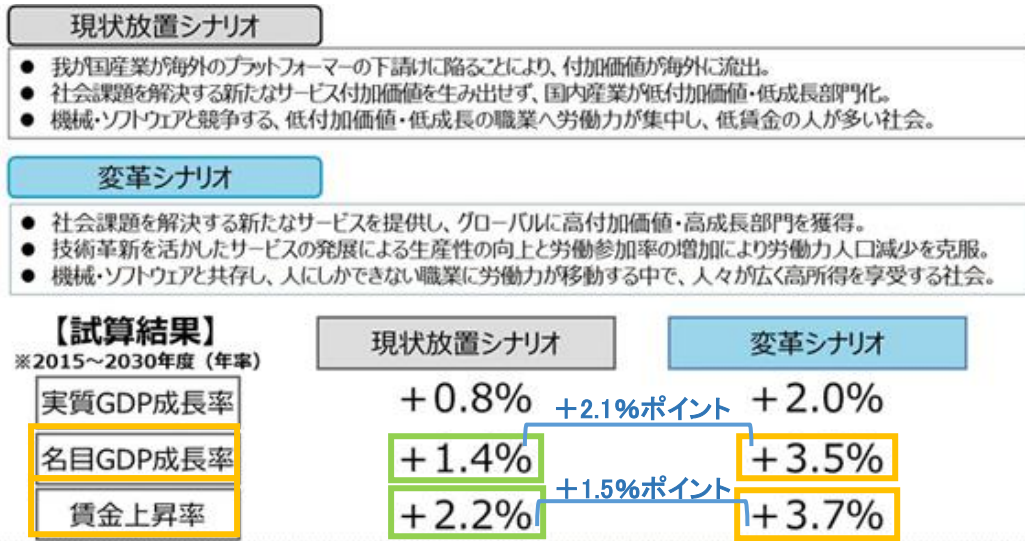 現状放置シナリオ
● 我が国産業が海外のプラットフォーマーの下請けに陥ることにより、付加価値が海外に流出。
● 社会課題を解決する新たなサービス付加価値を生み出せず、国内産業が低付加価値・低成長部門化。
● 機械・ソフトウェアと競争する、低付加価値・低成長の職業へ労働力が集中し、低賃金の人が多い社会。
変革シナリオ
● 社会課題を解決する新たなサービスを提供し、グローバルに高付加価値・高成長部門を獲得。
● 技術革新を活かしたサービスの発展による生産性の向上と労働参加率の増加により労働力人口減少を克服。
● 機械・ソフトウェアと共存し、人にしかできない職業に労働力が移動する中で、人々が広く高所得を享受する社会。
【試算結果】
※2015～2030年度（年率）
現状放置シナリオ 変革シナリオ
実質GDP成長率 +0.8% +2.0%
+2.1%ポイント
名目GDP成長率 +1.4% +3.5%
+1.5%ポイント
賃金上昇率 +2.2% +3.7%